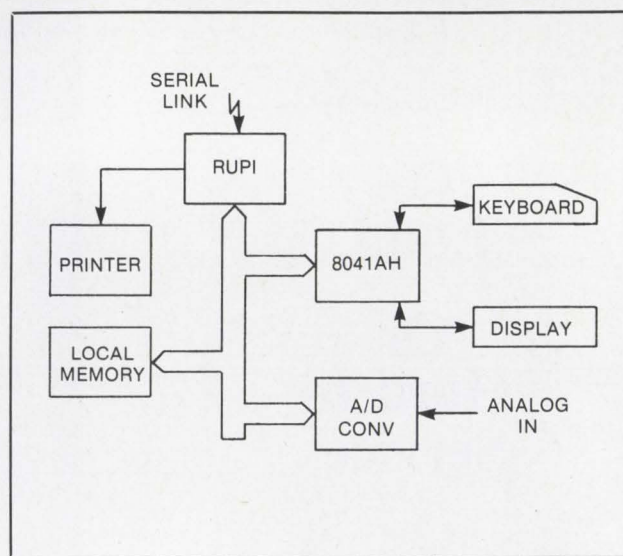 SERIAL
LINK
RUPI
PRINTER
8041AH
KEYBOARD
DISPLAY
LOCAL
MEMORY
A/D
CONV
ANALOG
IN